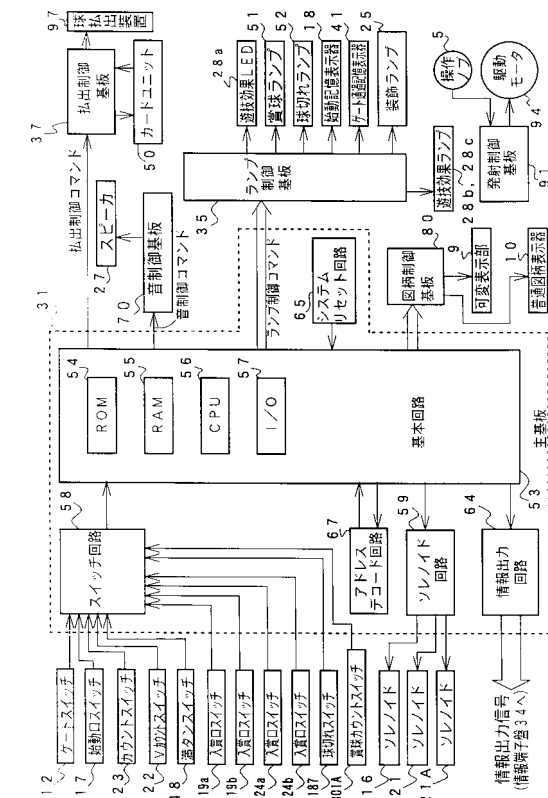 12
ゲートスイッチ
17
始動口スイッチ
23
カウントスイッチ
22
Vカウントスイッチ
48
満タンスイッチ
19a
入賞口スイッチ
19b
入賞口スイッチ
24a
入賞口スイッチ
24b
入賞口スイッチ
187
球切れスイッチ
301A
賞球カウントスイッチ
16
ソレノイド
21
ソレノイド
21A
ソレノイド
情報出力信号
(情報端子盤34へ)
58
スイッチ回路
67
アドレス
デコード回路
59
ソレノイド
回路
64
情報出力
回路
54
ROM
55
RAM
56
CPU
57
I/O
基本回路
53
主基板
31
65
システム
リセット回路
払出制御コマンド
37
払出制御
基板
97
球払出装置
カードユニット
50
27
スピーカ
70
音制御基板
音制御コマンド
ランプ制御コマンド
35
ランプ
制御基板
28a
遊技効果LED
51
賞球ランプ
52
球切れランプ
18
始動記憶表示器
41
ゲート通過記憶表示器
25
装飾ランプ
遊技効果ランプ
28b, 28c
80
図柄制御
基板
9
可変表示部
10
普通図柄表示器
5
操作
ノブ
発射制御
基板
91
駆動
モータ
94